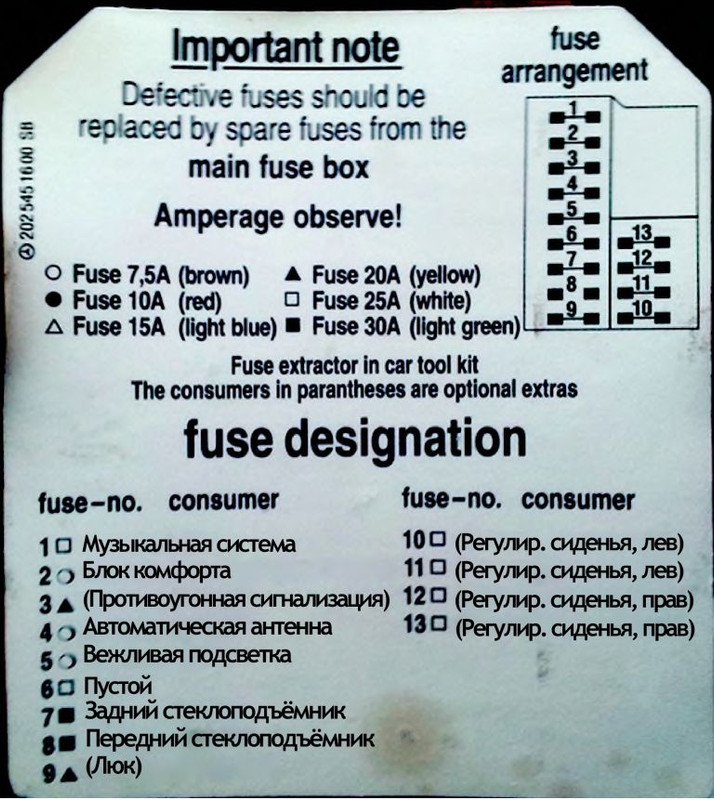 Important note
Defective fuses should be
replaced by spare fuses from the
main fuse box
Amperage observe!
fuse
arrangement
1
2
3
4
5
6
7
8
9
13
12
11
10
202 545 16 00 SB
○ Fuse 7,5A (brown)
● Fuse 10A (red)
△ Fuse 15A (light blue)
▲ Fuse 20A (yellow)
□ Fuse 25A (white)
■ Fuse 30A (light green)
Fuse extractor in car tool kit
The consumers in parantheses are optional extras
fuse designation
fuse-no. consumer
1 □ Музыкальная система
2 ○ Блок комфорта
3 ▲ (Противоугонная сигнализация)
4 ○ Автоматическая антенна
5 ○ Вежливая подсветка
6 □ Пустой
7 ■ Задний стеклоподъёмник
8 ■ Передний стеклоподъёмник
9 ▲ (Люк)
fuse-no. consumer
10 □ (Регулир. сиденья, лев)
11 □ (Регулир. сиденья, лев)
12 □ (Регулир. сиденья, прав)
13 □ (Регулир. сиденья, прав)